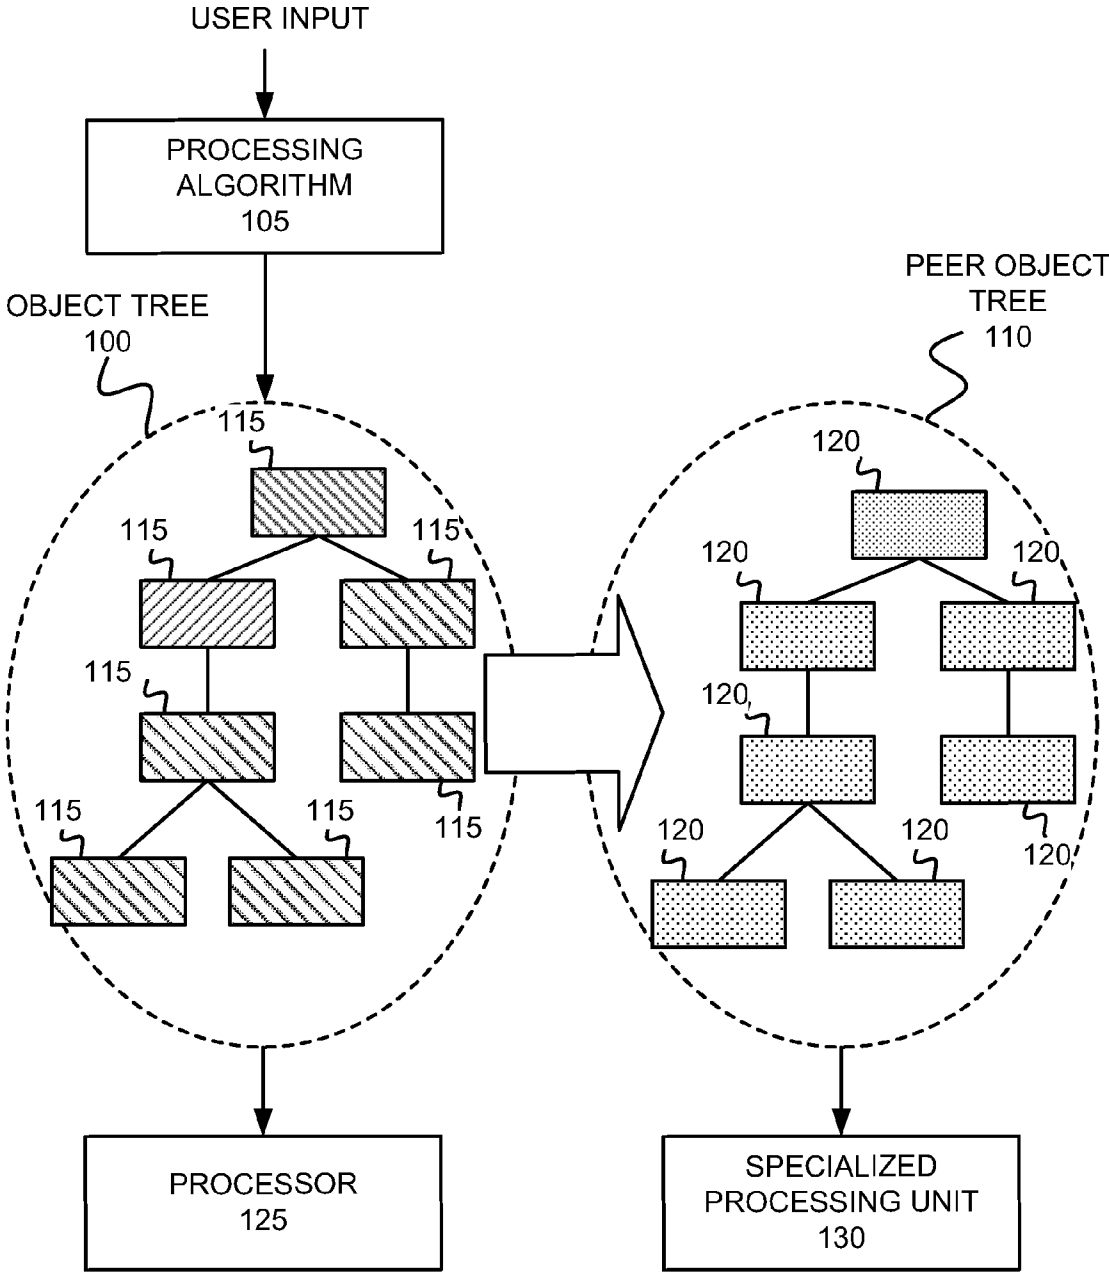 USER INPUT
PROCESSING
ALGORITHM
105
OBJECT TREE
100
PEER OBJECT
TREE
110
115
115
115
115
115
115
115
120
120
120
120
120
120
120
PROCESSOR
125
SPECIALIZED
PROCESSING UNIT
130